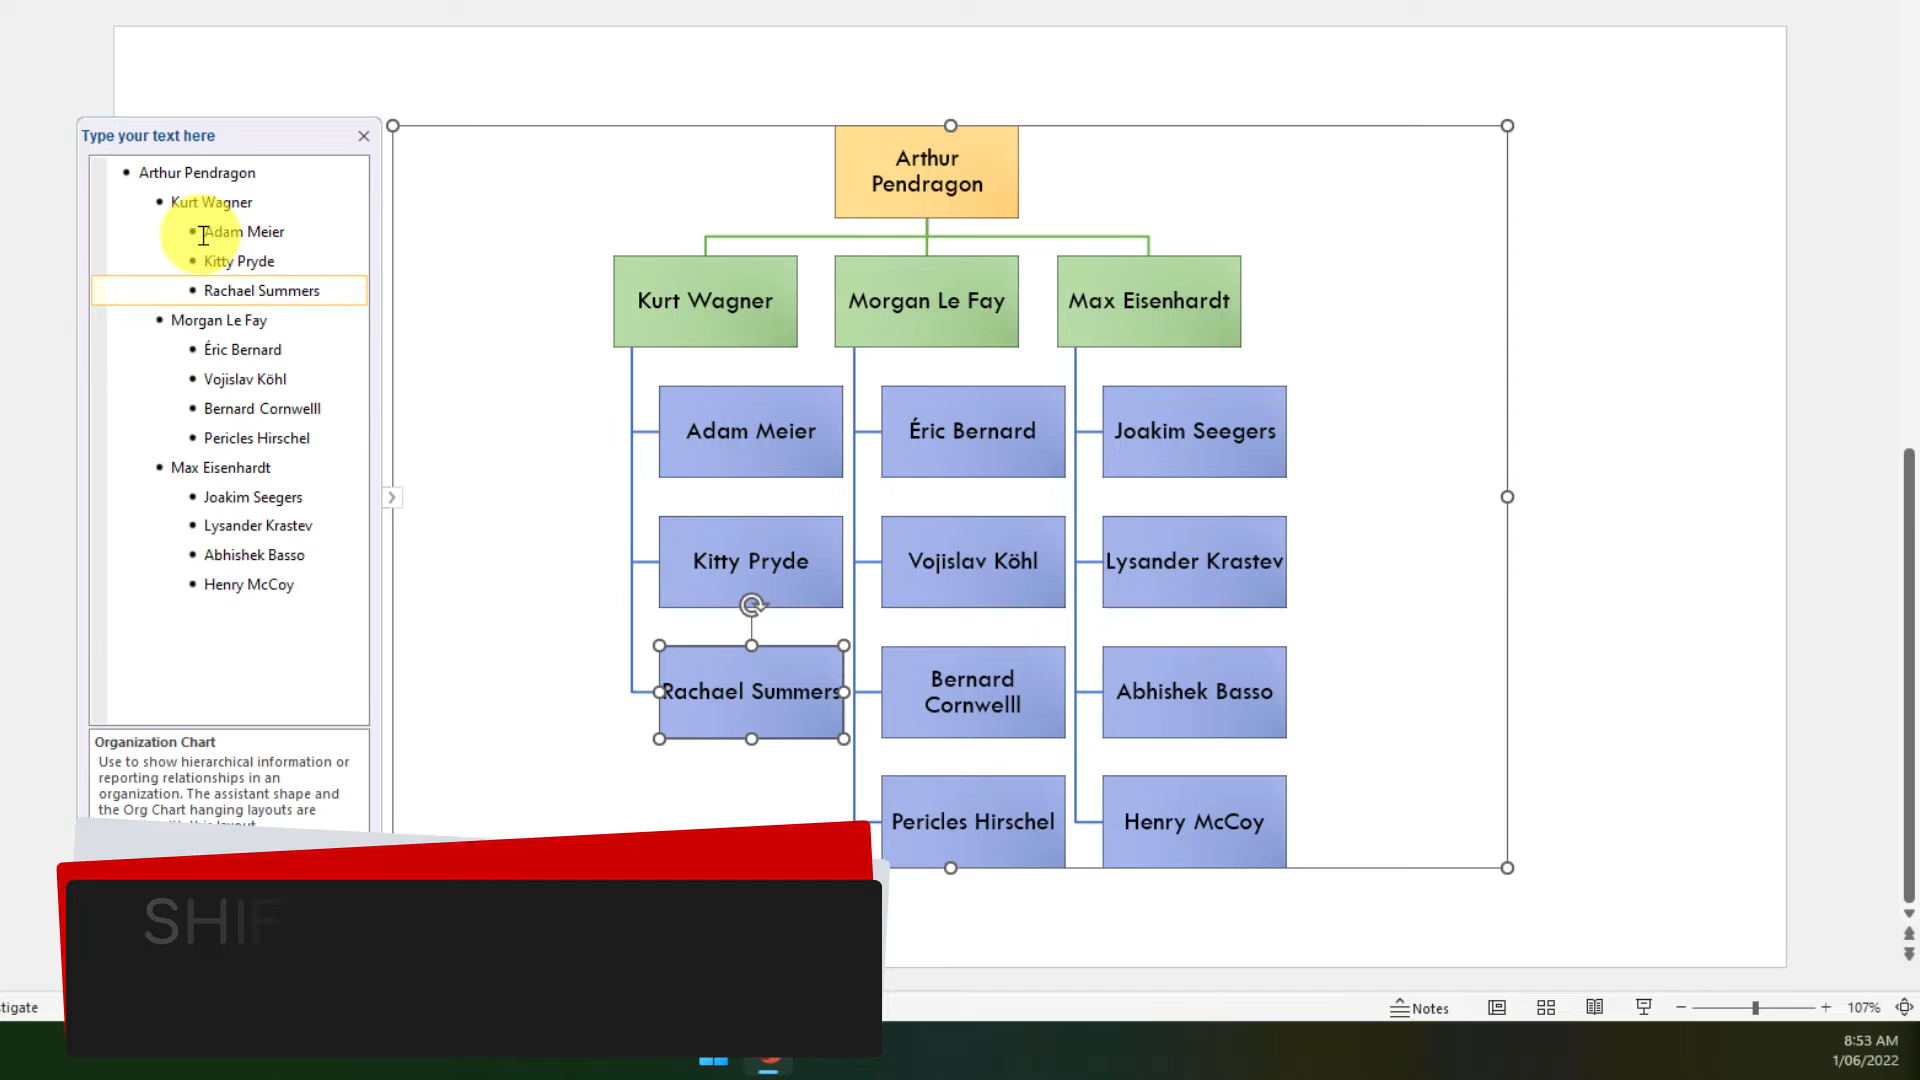 Type your text here
Arthur Pendragon
Kurt Wagner
Adam Meier
Kitty Pryde
Rachael Summers
Morgan Le Fay
Éric Bernard
Vojislav Köhl
Bernard Cornwelll
Pericles Hirschel
Max Eisenhardt
Joakim Seegers
Lysander Krastev
Abhishek Basso
Henry McCoy
Organization Chart
Use to show hierarchical information or
reporting relationships in an
organization. The assistant shape and
the Org Chart hanging layouts are
Arthur
Pendragon
Kurt Wagner
Morgan Le Fay
Max Eisenhardt
Adam Meier
Éric Bernard
Joakim Seegers
Kitty Pryde
Vojislav Köhl
Lysander Krastev
Rachael Summers
Bernard
Cornwelll
Abhishek Basso
Pericles Hirschel
Henry McCoy
SHIF
tigate
Notes
107%
8:53 AM
1/06/2022